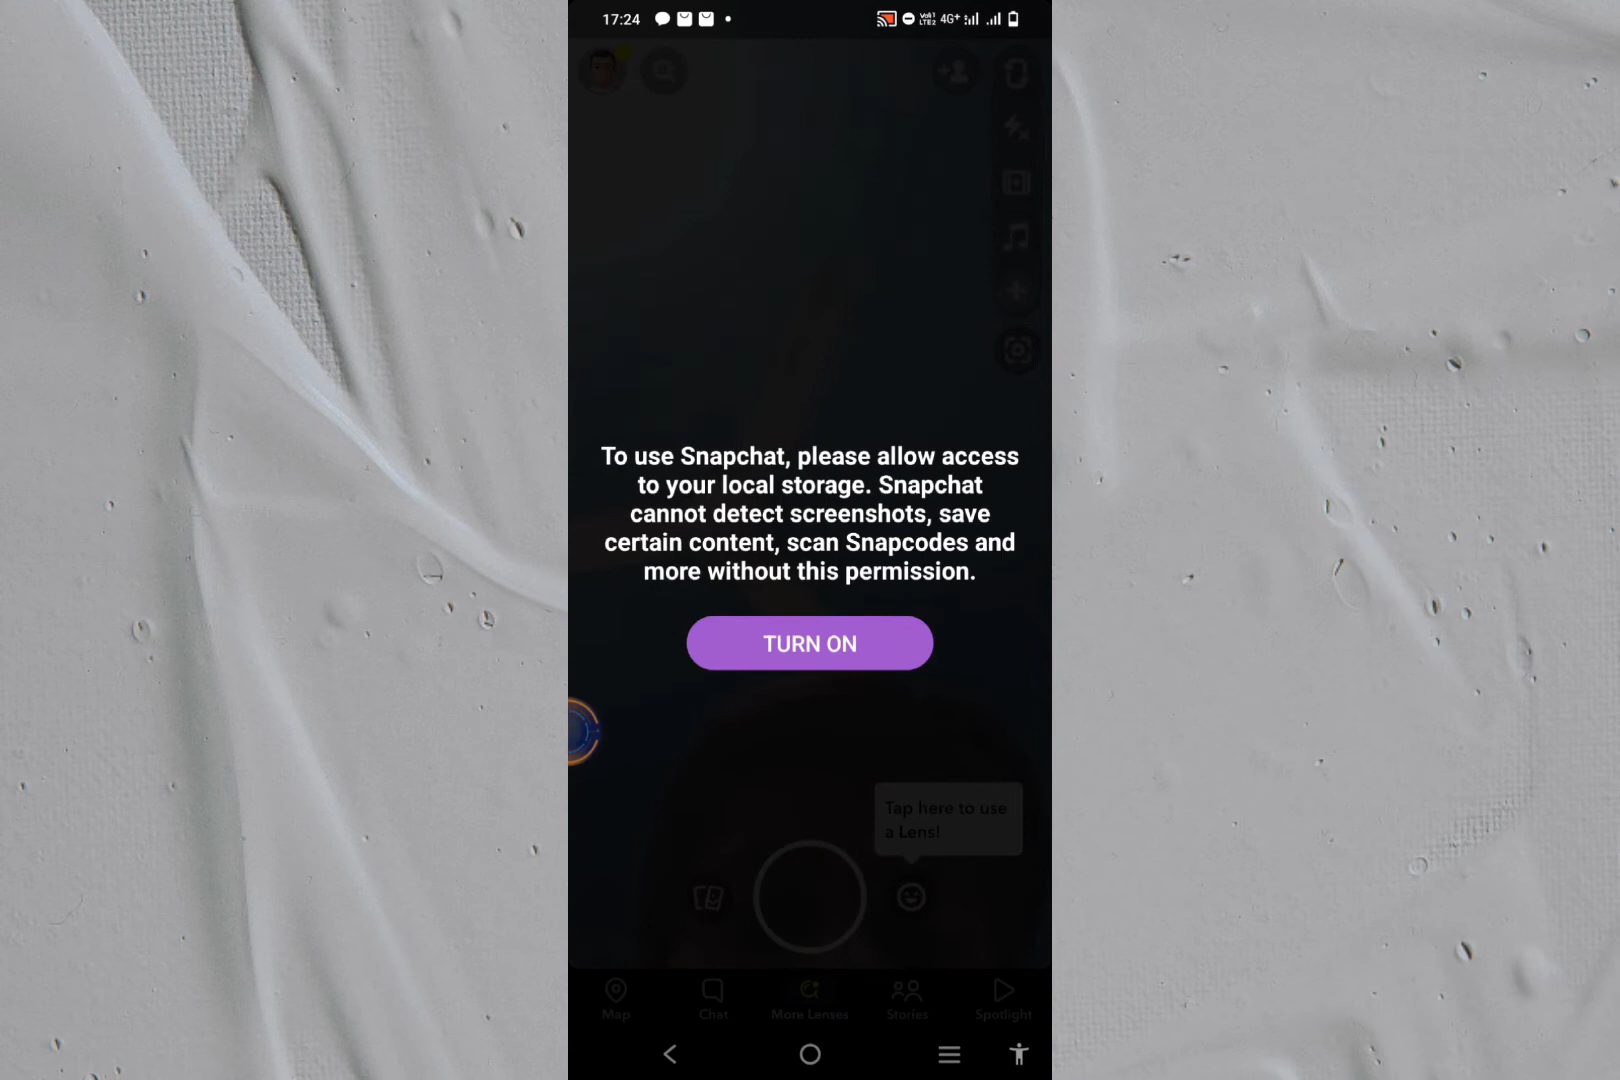 17:24
VoI1
LTE2
4G+
To use Snapchat, please allow access
to your local storage. Snapchat
cannot detect screenshots, save
certain content, scan Snapcodes and
more without this permission.
TURN ON
Tap here to use
a Lens!
Map
Chat
More Lenses
Stories
Spotlight